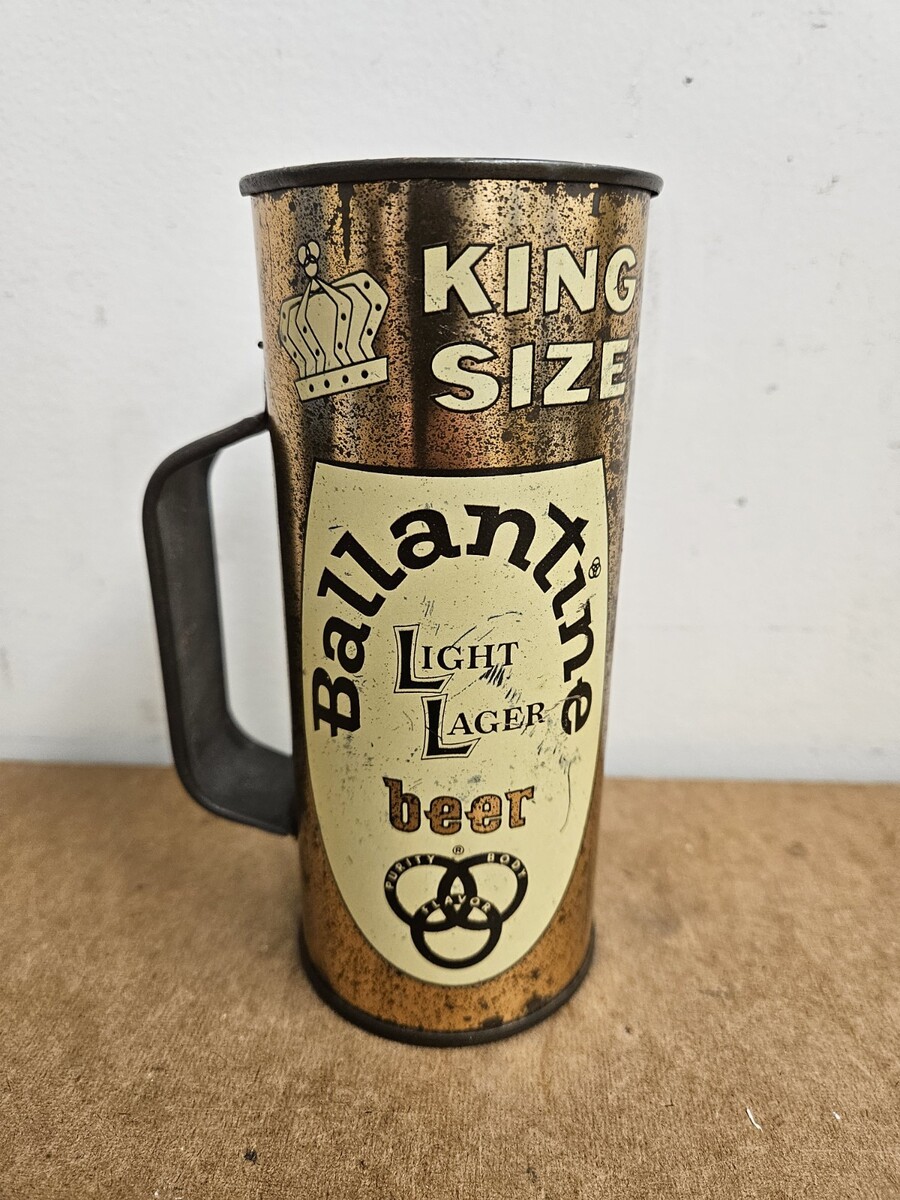 KING
SIZE
Ballantine
LIGHT
LAGER
beer
®
PURITY BODY
FLAVOR